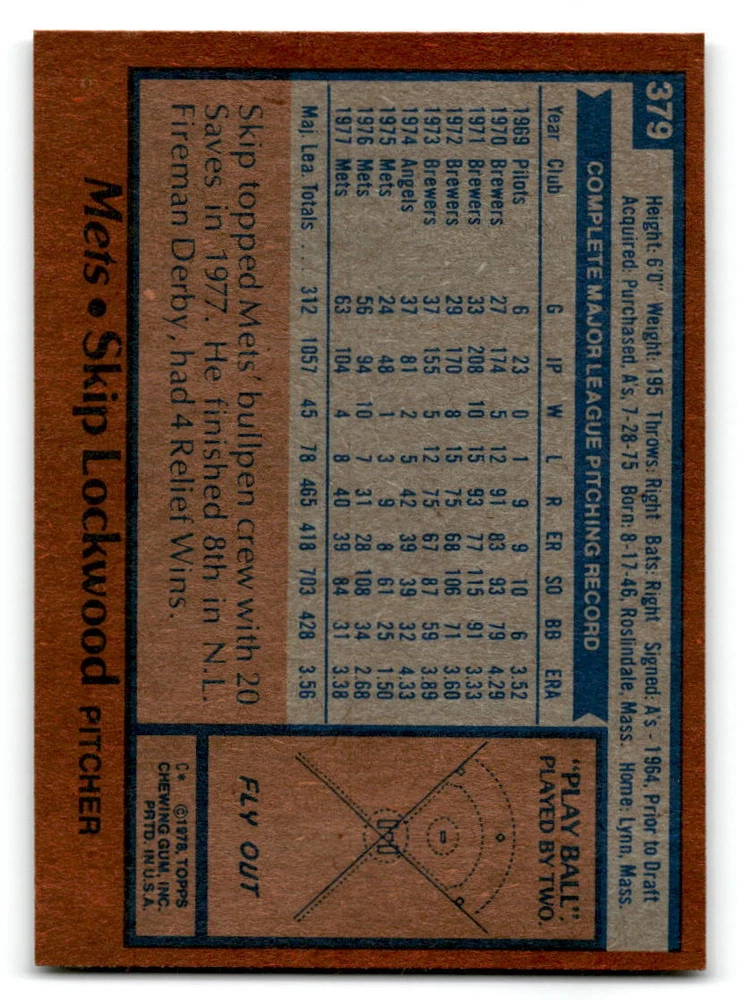 379
Height: 6'0" Weight: 195 Throws: Right Bats: Right Signed: A's - 1964, Prior to Draft
Acquired: Purchased, A's, 7-28-75 Born: 8-17-46, Roslindale, Mass. Home: Lynn, Mass.
COMPLETE MAJOR LEAGUE PITCHING RECORD
Year Club G IP W L R ER SO BB ERA
1969 Pilots 6 23 0 1 9 9 10 6 3.52
1970 Brewers 27 174 5 12 91 83 93 79 4.29
1971 Brewers 33 208 10 15 93 77 115 91 3.33
1972 Brewers 29 170 8 15 75 68 106 71 3.60
1973 Brewers 37 155 5 12 75 67 87 59 3.89
1974 Angels 37 81 2 5 42 39 39 32 4.33
1975 Mets 24 48 1 3 9 8 61 25 1.50
1976 Mets 56 94 10 7 31 28 108 34 2.68
1977 Mets 63 104 4 8 40 39 84 31 3.38
Maj. Lea. Totals . . . 312 1057 45 78 465 418 703 428 3.56
Skip topped Mets' bullpen crew with 20
Saves in 1977. He finished 8th in N.L.
Fireman Derby, had 4 Relief Wins.
"PLAY BALL",
PLAYED BY TWO.
FLY OUT
C* ©1978, TOPPS
CHEWING GUM, INC.
PRTD. IN U.S.A.
Mets • Skip Lockwood PITCHER